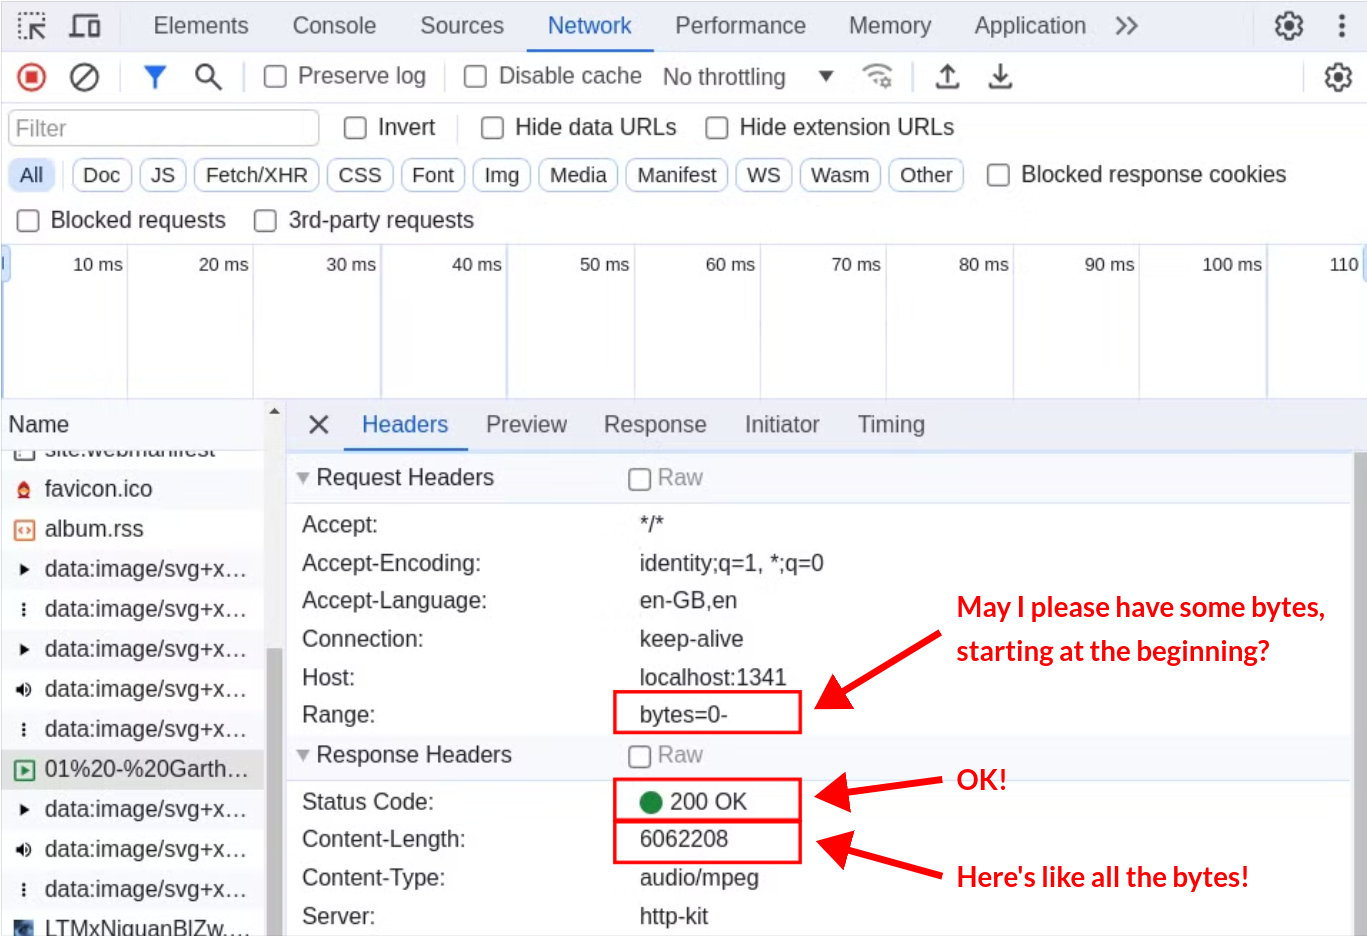 Elements Console Sources Network Performance Memory Application
Preserve log Disable cache No throttling
Filter Invert Hide data URLs Hide extension URLs
All Doc JS Fetch/XHR CSS Font Img Media Manifest WS Wasm Other Blocked response cookies
Blocked requests 3rd-party requests
10 ms 20 ms 30 ms 40 ms 50 ms 60 ms 70 ms 80 ms 90 ms 100 ms 110
Name
site.webmanifest
favicon.ico
album.rss
data:image/svg+x…
data:image/svg+x…
data:image/svg+x…
data:image/svg+x…
data:image/svg+x…
01%20-%20Garth…
data:image/svg+x…
data:image/svg+x…
data:image/svg+x…
LTMxNjguanBlZw….
Headers Preview Response Initiator Timing
Request Headers Raw
Accept: */*
Accept-Encoding: identity;q=1, *;q=0
Accept-Language: en-GB,en
Connection: keep-alive
Host: localhost:1341
Range: bytes=0-
Response Headers Raw
Status Code: 200 OK
Content-Length: 6062208
Content-Type: audio/mpeg
Server: http-kit
May I please have some bytes,
starting at the beginning?
OK!
Here's like all the bytes!